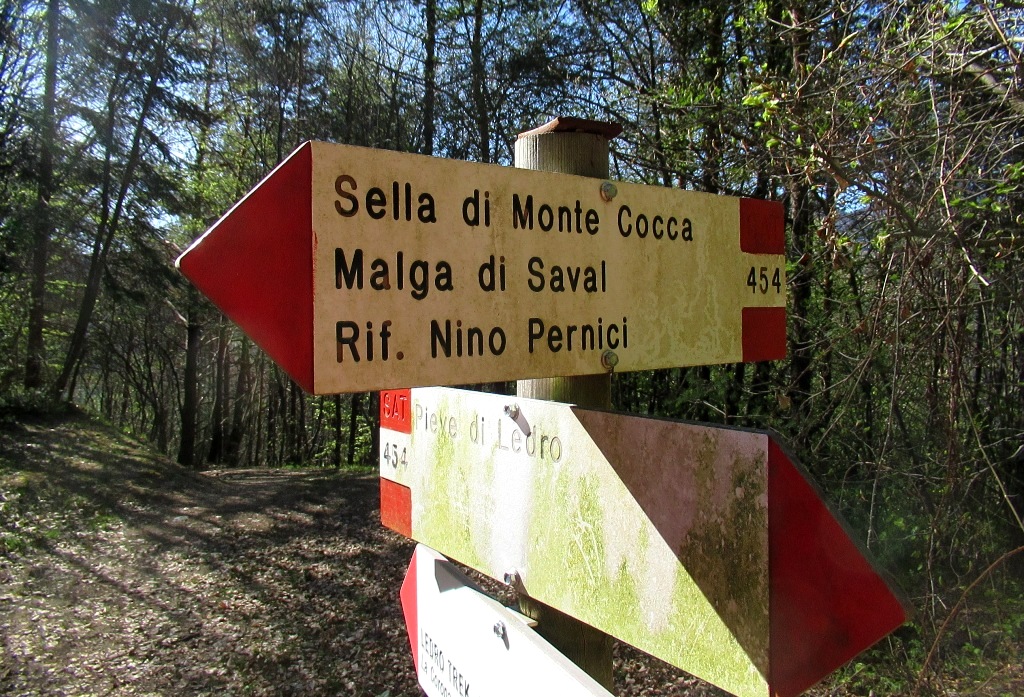 Sella di Monte Cocca
Malga di Saval
454
Rif. Nino Pernici
SAT
Pieve di Ledro
454
LEDRO TREK